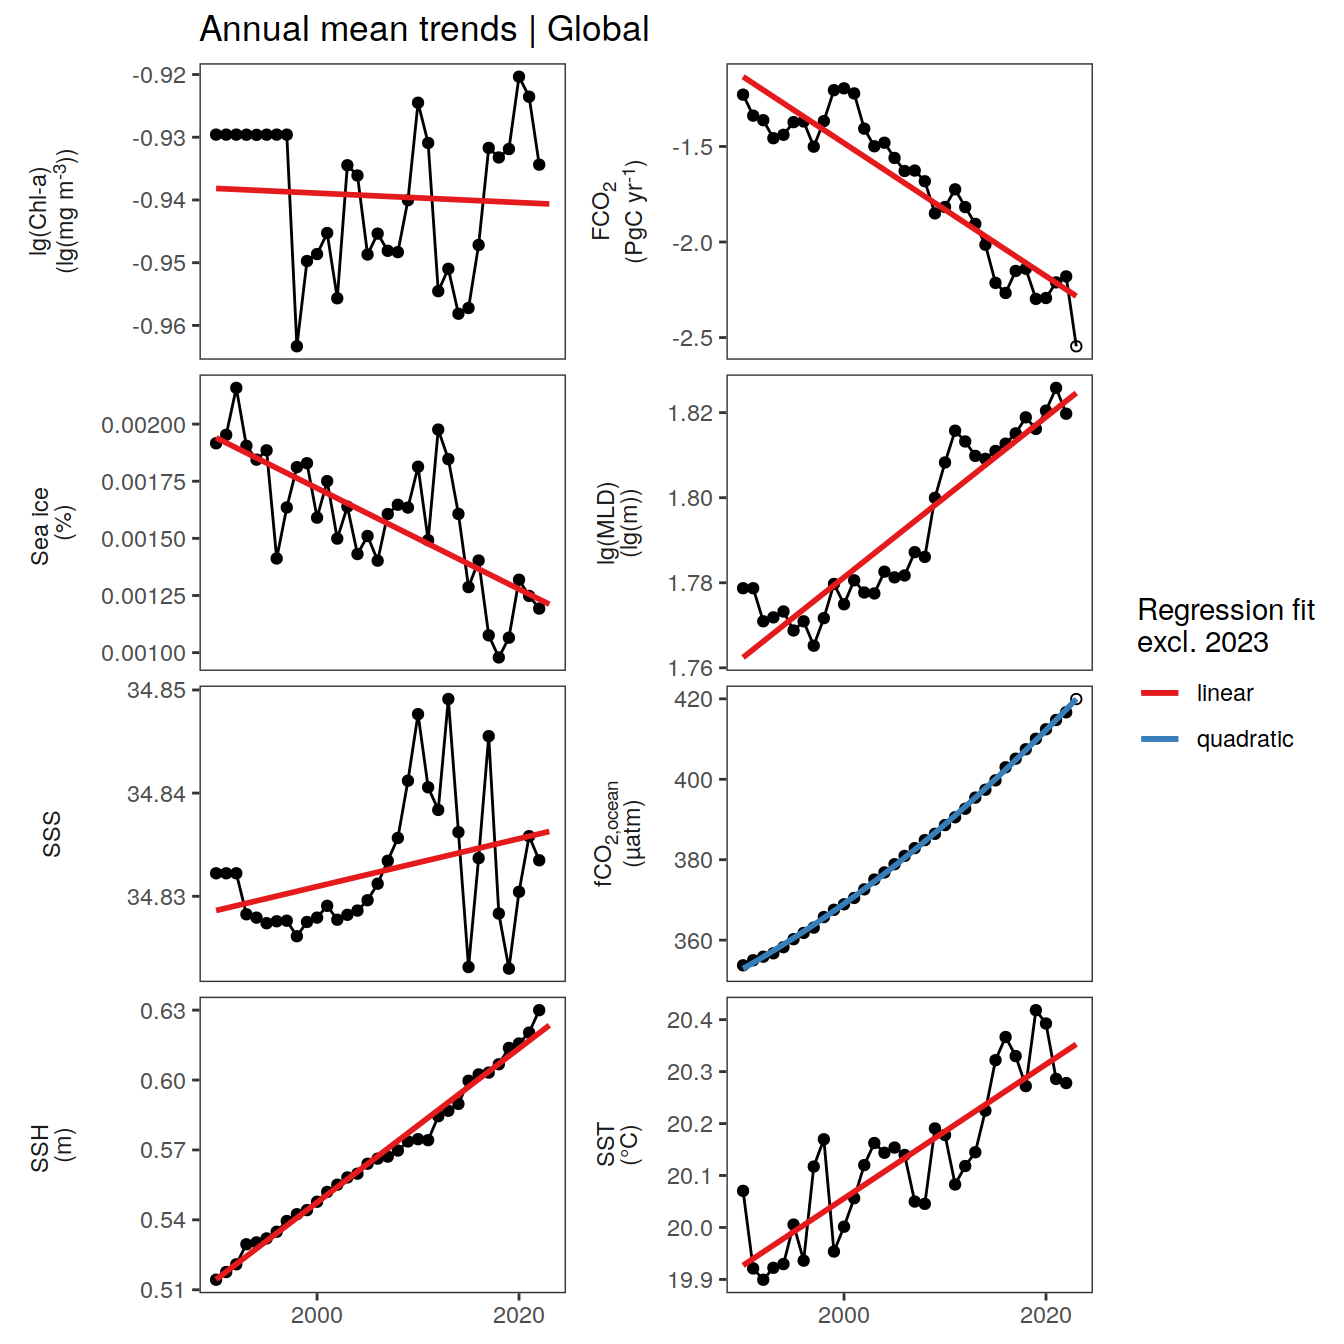 Annual mean trends | Global
lg(Chl-a)
(lg(mg m⁻³))
-0.92
-0.93
-0.94
-0.95
-0.96
FCO₂
(PgC yr⁻¹)
-1.5
-2.0
-2.5
Sea ice
(%)
0.00200
0.00175
0.00150
0.00125
0.00100
lg(MLD)
(lg(m))
1.82
1.80
1.78
1.76
SSS
34.85
34.84
34.83
fCO₂,ocean
(µatm)
420
400
380
360
SSH
(m)
0.63
0.60
0.57
0.54
0.51
2000
2020
SST
(°C)
20.4
20.3
20.2
20.1
20.0
19.9
2000
2020
Regression fit
excl. 2023
linear
quadratic